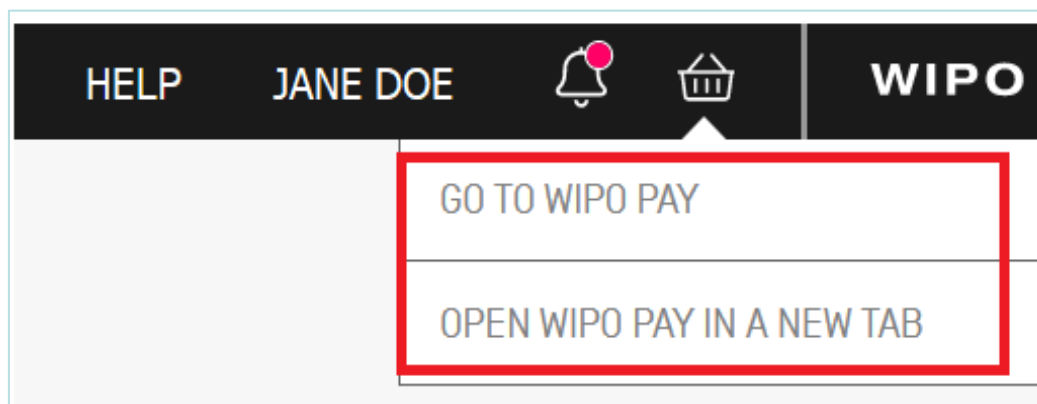 HELP JANE DOE WIPO
GO TO WIPO PAY
OPEN WIPO PAY IN A NEW TAB